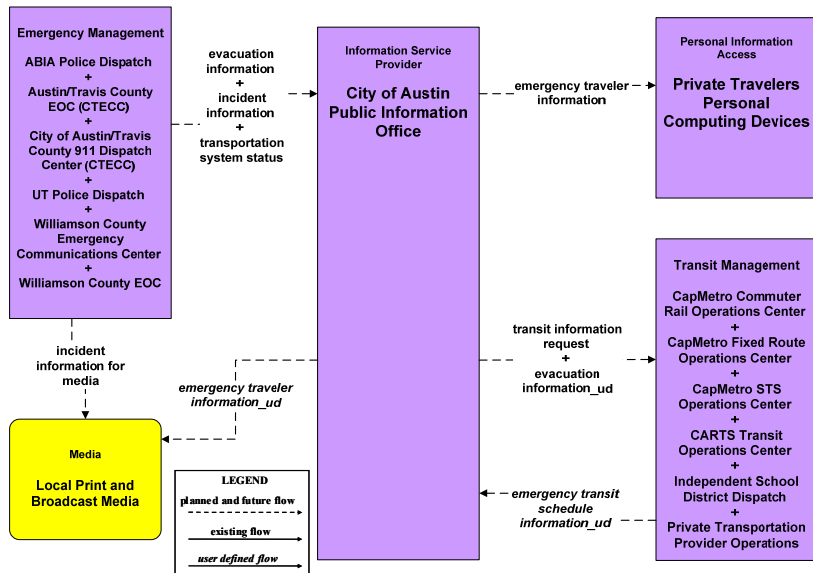 Emergency Management
ABIA Police Dispatch
+
Austin/Travis County
EOC (CTECC)
+
City of Austin/Travis
County 911 Dispatch
Center (CTECC)
+
UT Police Dispatch
+
Williamson County
Emergency
Communications Center
+
Williamson County EOC
evacuation
information
+
incident
information
+
transportation
system status
Information Service
Provider
City of Austin
Public Information
Office
emergency traveler
information
Personal Information
Access
Private Travelers
Personal
Computing Devices
Transit Management
CapMetro Commuter
Rail Operations Center
+
CapMetro Fixed Route
Operations Center
+
CapMetro STS
Operations Center
+
CARTS Transit
Operations Center
+
Independent School
District Dispatch
+
Private Transportation
Provider Operations
transit information
request
+
evacuation
information_ud
emergency transit
schedule
information_ud
incident
information for
media
emergency traveler
information_ud
Media
Local Print and
Broadcast Media
LEGEND
planned and future flow
existing flow
user defined flow